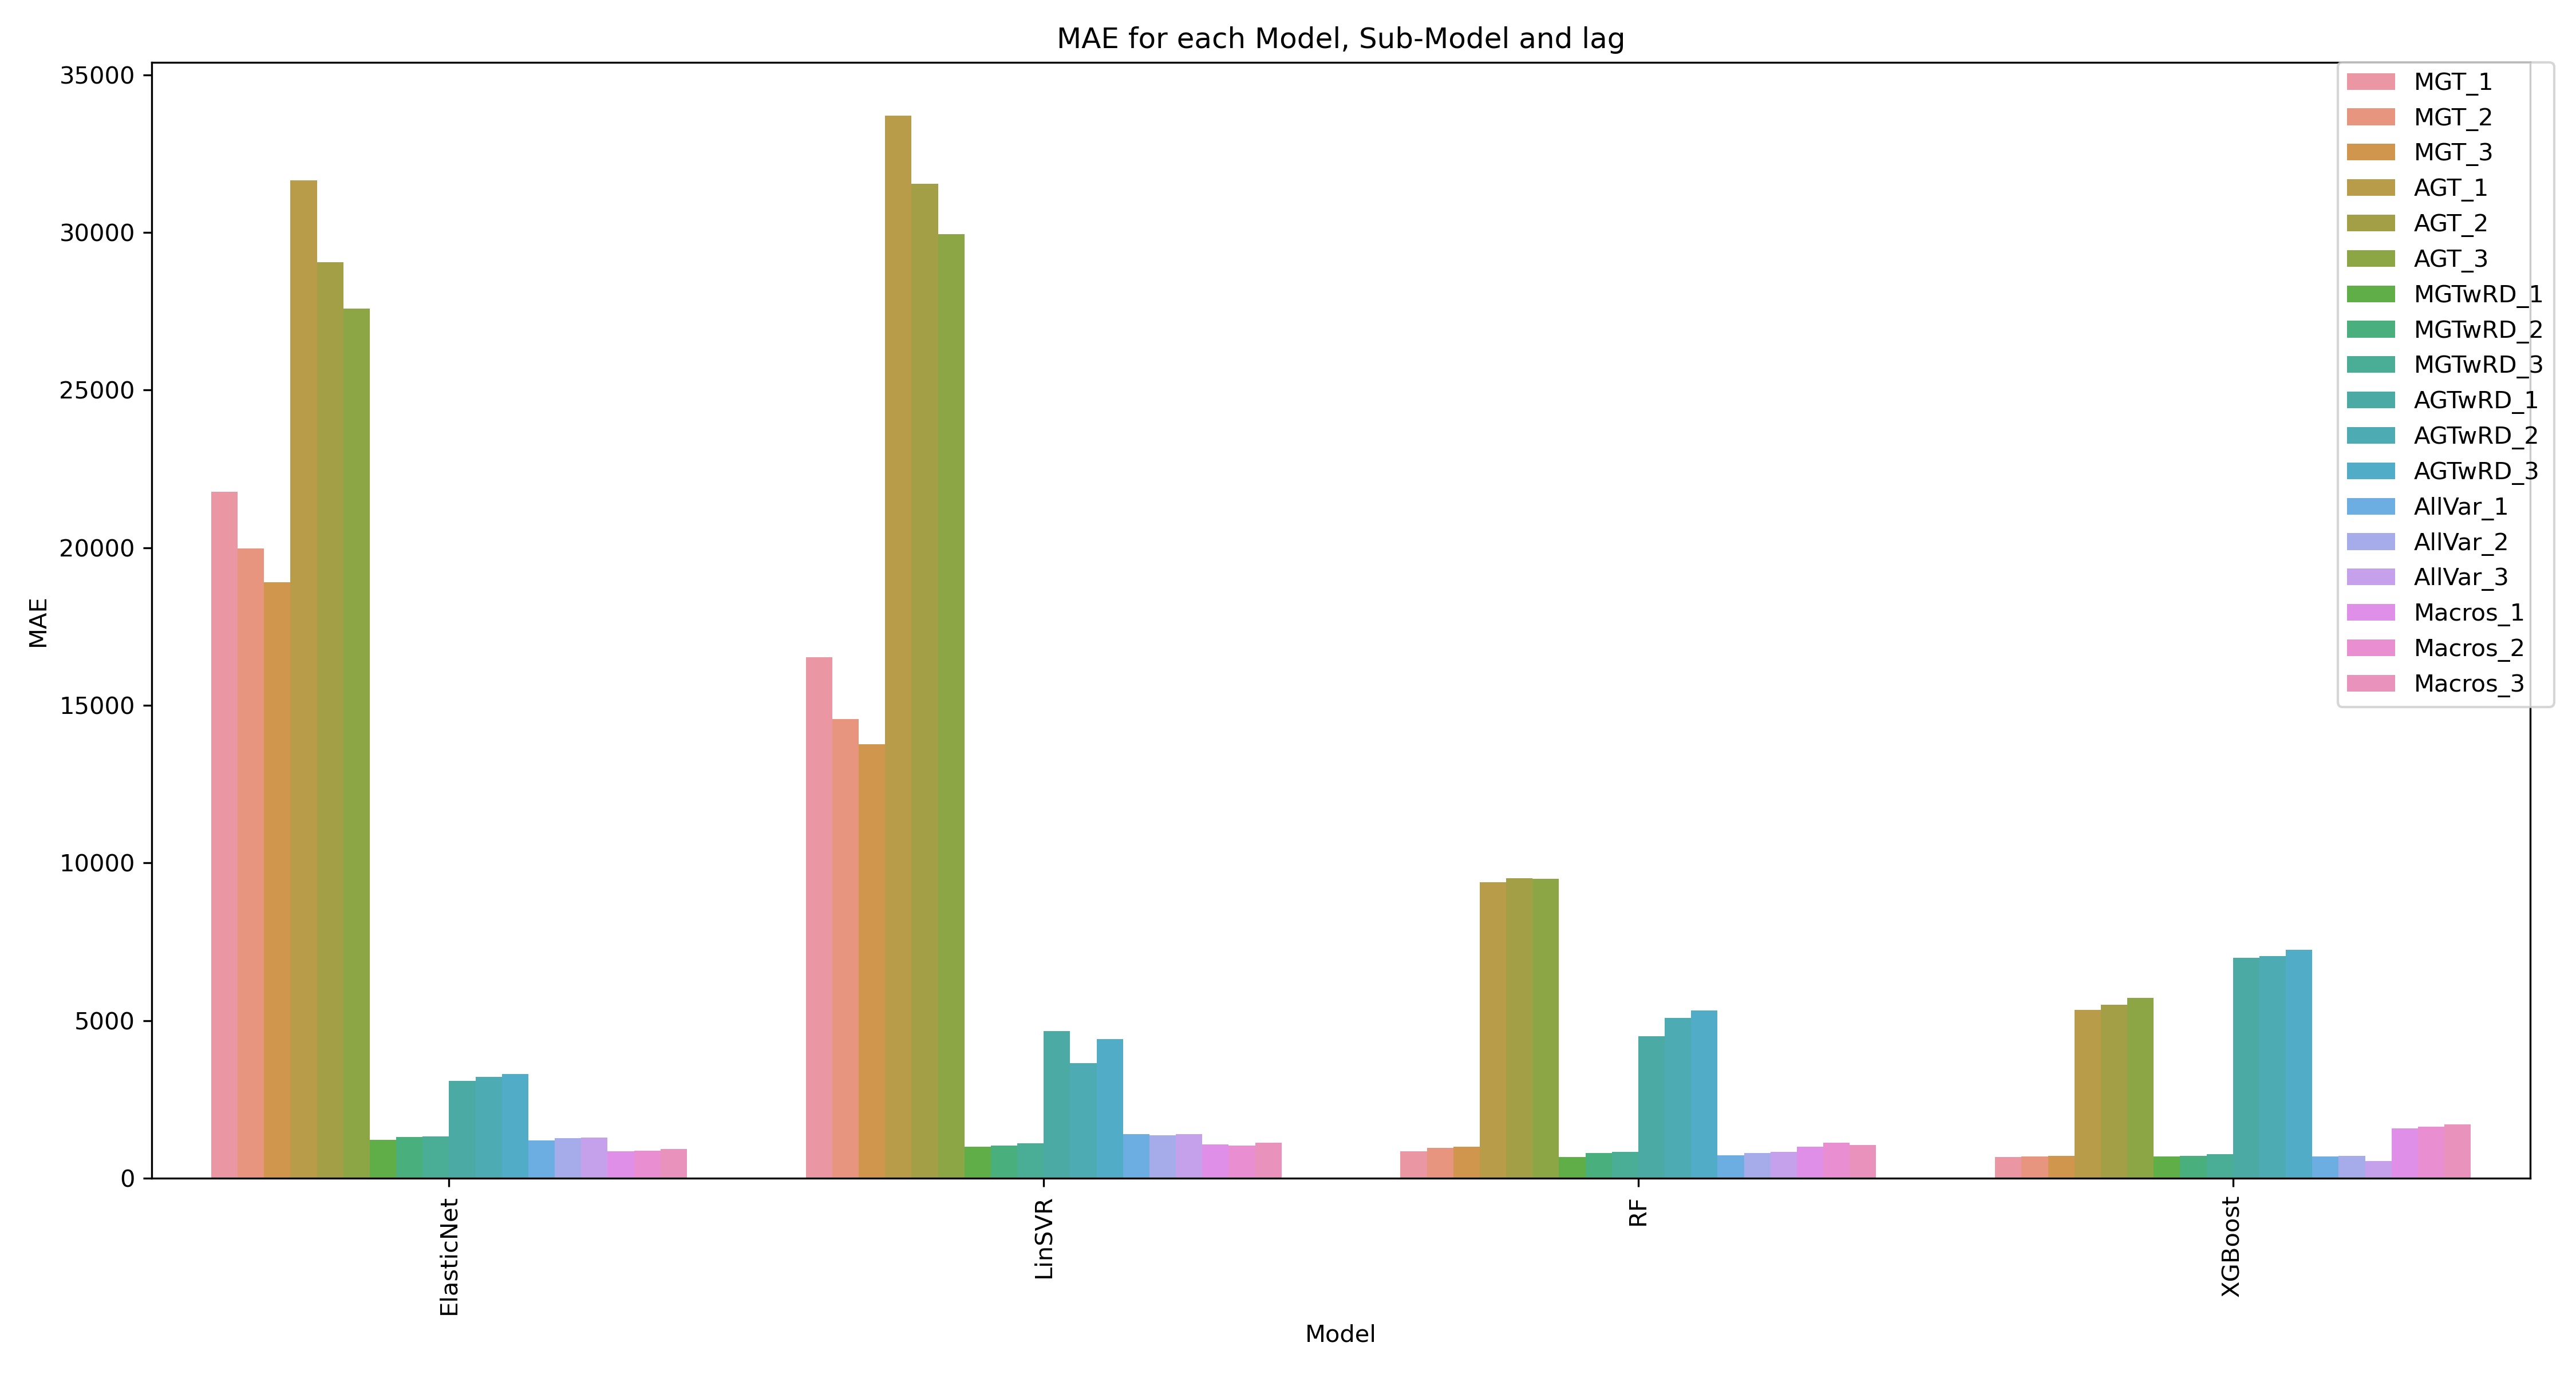 MAE for each Model, Sub-Model and lag
35000
30000
25000
20000
15000
10000
5000
0
MAE
MGT_1
MGT_2
MGT_3
AGT_1
AGT_2
AGT_3
MGTwRD_1
MGTwRD_2
MGTwRD_3
AGTwRD_1
AGTwRD_2
AGTwRD_3
AllVar_1
AllVar_2
AllVar_3
Macros_1
Macros_2
Macros_3
ElasticNet
LinSVR
RF
XGBoost
Model